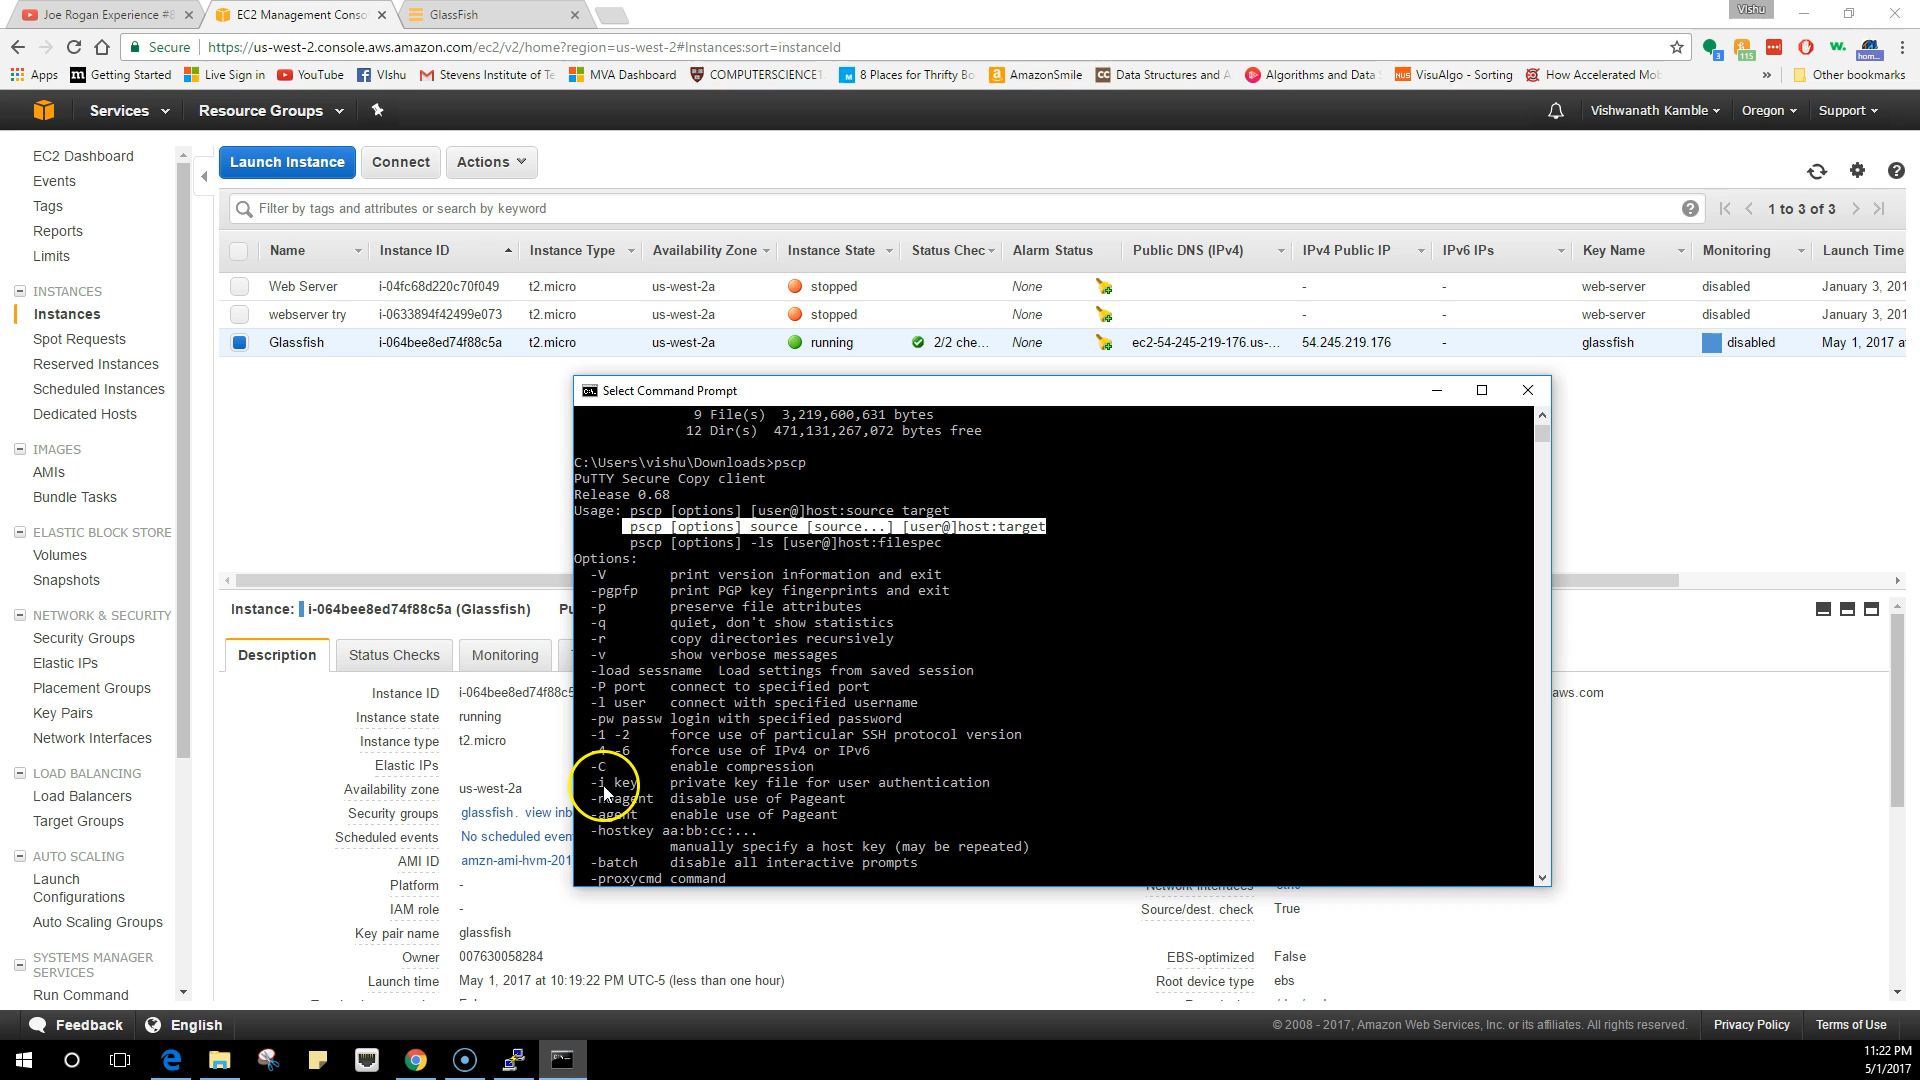 Joe Rogan Experience #8
EC2 Management Conso
GlassFish
Vishu
Secure
https://us-west-2.console.aws.amazon.com/ec2/v2/home?region=us-west-2#Instances:sort=instanceId
Apps
Getting Started
Live Sign in
YouTube
VIshu
Stevens Institute of Te
MVA Dashboard
COMPUTERSCIENCE1
8 Places for Thrifty Bo
AmazonSmile
Data Structures and A
Algorithms and Data
VisuAlgo - Sorting
How Accelerated Mob
Other bookmarks
Services
Resource Groups
Vishwanath Kamble
Oregon
Support
EC2 Dashboard
Events
Tags
Reports
Limits
INSTANCES
Instances
Spot Requests
Reserved Instances
Scheduled Instances
Dedicated Hosts
IMAGES
AMIs
Bundle Tasks
ELASTIC BLOCK STORE
Volumes
Snapshots
NETWORK & SECURITY
Security Groups
Elastic IPs
Placement Groups
Key Pairs
Network Interfaces
LOAD BALANCING
Load Balancers
Target Groups
AUTO SCALING
Launch
Configurations
Auto Scaling Groups
SYSTEMS MANAGER
SERVICES
Run Command
Launch Instance
Connect
Actions
Filter by tags and attributes or search by keyword
1 to 3 of 3
Name Instance ID Instance Type Availability Zone Instance State Status Chec Alarm Status Public DNS (IPv4) IPv4 Public IP IPv6 IPs Key Name Monitoring Launch Time
Web Server i-04fc68d220c70f049 t2.micro us-west-2a stopped None - - web-server disabled January 3, 201
webserver try i-0633894f42499e073 t2.micro us-west-2a stopped None - - web-server disabled January 3, 201
Glassfish i-064bee8ed74f88c5a t2.micro us-west-2a running 2/2 che... None ec2-54-245-219-176.us-... 54.245.219.176 - glassfish disabled May 1, 2017 a
Select Command Prompt
9 File(s) 3,219,600,631 bytes
12 Dir(s) 471,131,267,072 bytes free
C:\Users\vishu\Downloads>pscp
PuTTY Secure Copy client
Release 0.68
Usage: pscp [options] [user@]host:source target
pscp [options] source [source...] [user@]host:target
pscp [options] -ls [user@]host:filespec
Options:
-V print version information and exit
-pgpfp print PGP key fingerprints and exit
-p preserve file attributes
-q quiet, don't show statistics
-r copy directories recursively
-v show verbose messages
-load sessname Load settings from saved session
-P port connect to specified port
-l user connect with specified username
-pw passw login with specified password
-1 -2 force use of particular SSH protocol version
-4 -6 force use of IPv4 or IPv6
-C enable compression
-i key private key file for user authentication
-noagent disable use of Pageant
-agent enable use of Pageant
-hostkey aa:bb:cc:...
manually specify a host key (may be repeated)
-batch disable all interactive prompts
-proxycmd command
Instance: i-064bee8ed74f88c5a (Glassfish) Pu
aws.com
Description
Status Checks
Monitoring
Instance ID i-064bee8ed74f88c5
Instance state running
Instance type t2.micro
Elastic IPs
Availability zone us-west-2a
Security groups glassfish. view inb
Scheduled events No scheduled even
AMI ID amzn-ami-hvm-201
Platform -
IAM role - Source/dest. check True
Key pair name glassfish
Owner 007630058284 EBS-optimized False
Launch time May 1, 2017 at 10:19:22 PM UTC-5 (less than one hour) Root device type ebs
Feedback
English
© 2008 - 2017, Amazon Web Services, Inc. or its affiliates. All rights reserved.
Privacy Policy
Terms of Use
11:22 PM
5/1/2017